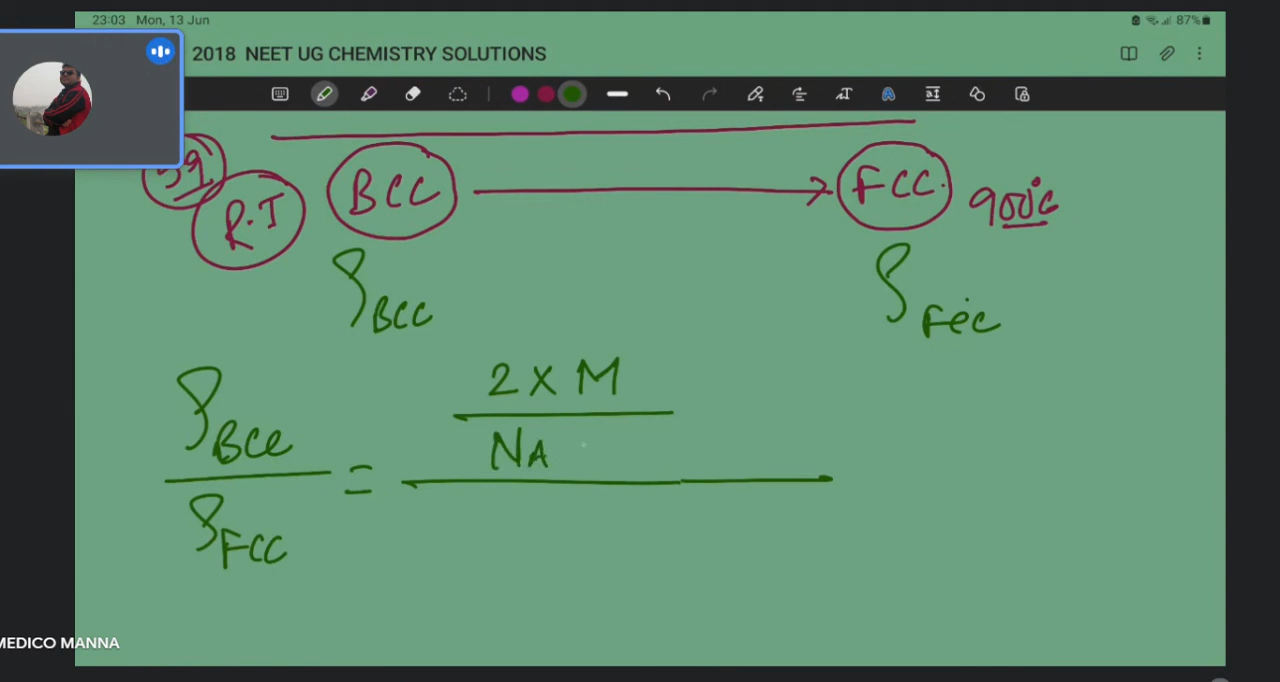 23:03 Mon, 13 Jun
87%
2018 NEET UG CHEMISTRY SOLUTIONS
59
R.T BCC FCC. 900°C
ρBCC ρFCC
2 X M
ρBCC = NA
ρFCC
MEDICO MANNA